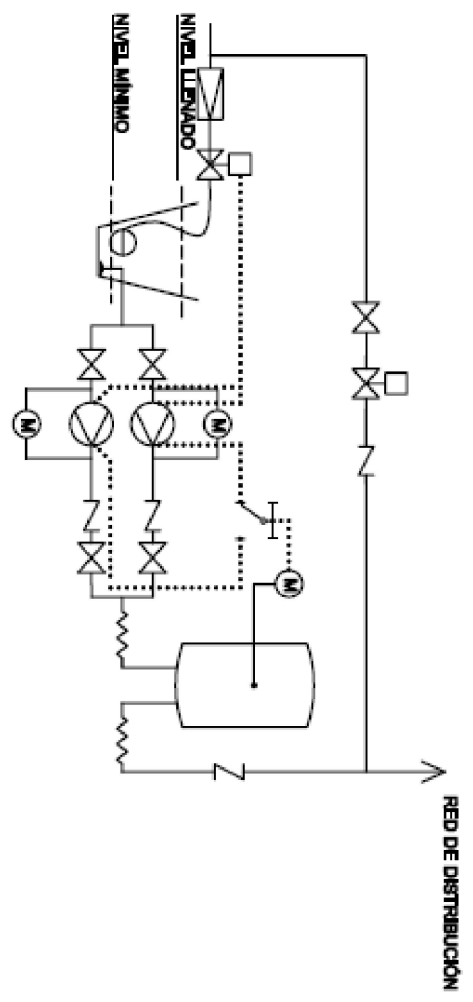 NIVEL LLENADO
NIVEL MÍNIMO
M
M
M
RED DE DISTRIBUCIÓN